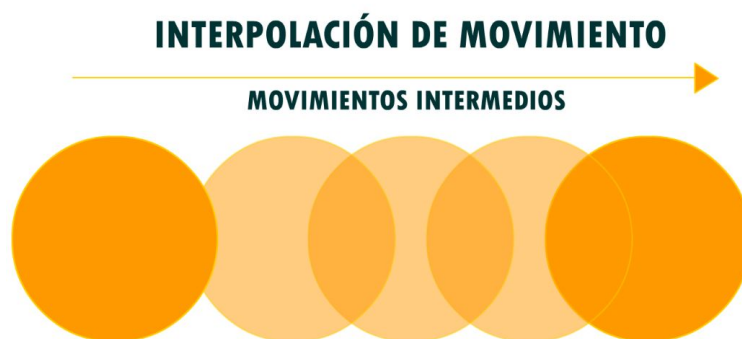 INTERPOLACIÓN DE MOVIMIENTO
MOVIMIENTOS INTERMEDIOS